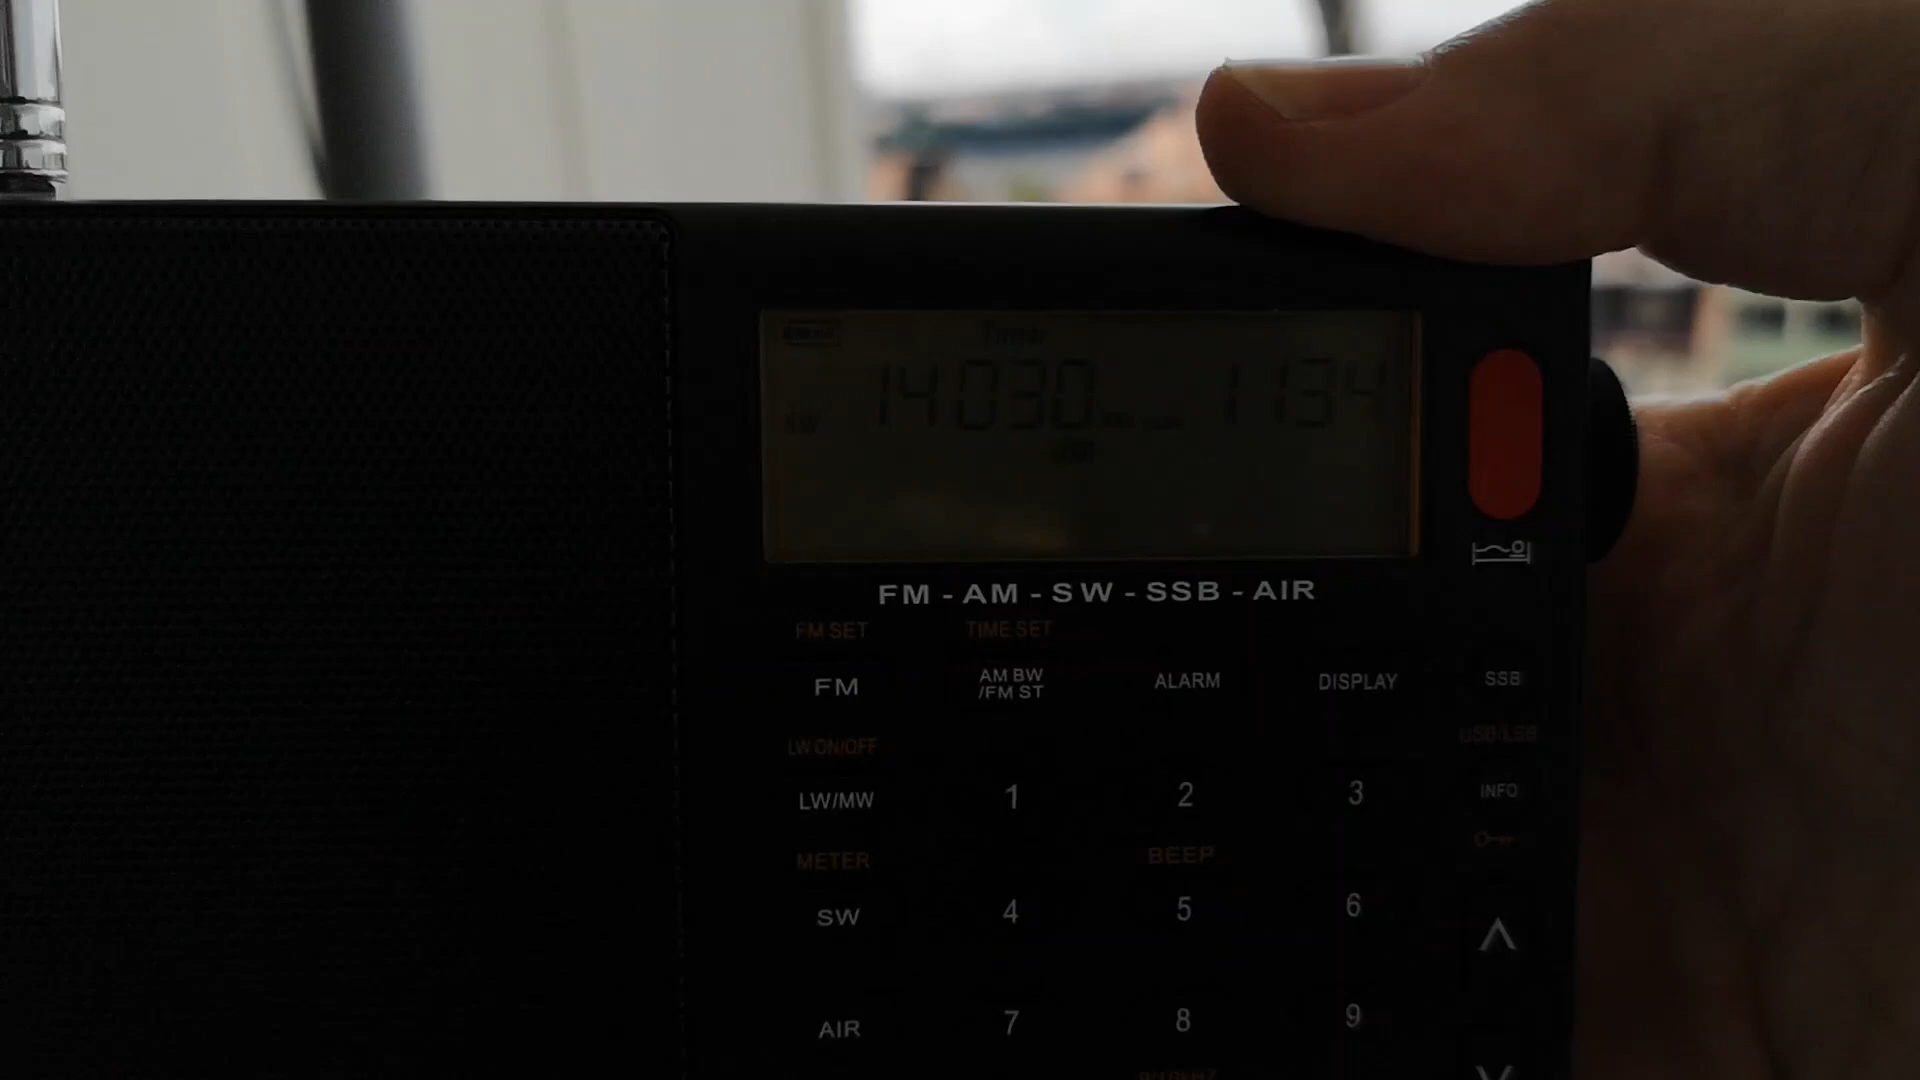 Timer
14030 1134
SW
FM - AM - SW - SSB - AIR
FM SET TIME SET
FM AM BW /FM ST ALARM DISPLAY SSB
LW ON/OFF USB/LSB
LW/MW 1 2 3 INFO
METER BEEP
SW 4 5 6
AIR 7 8 9